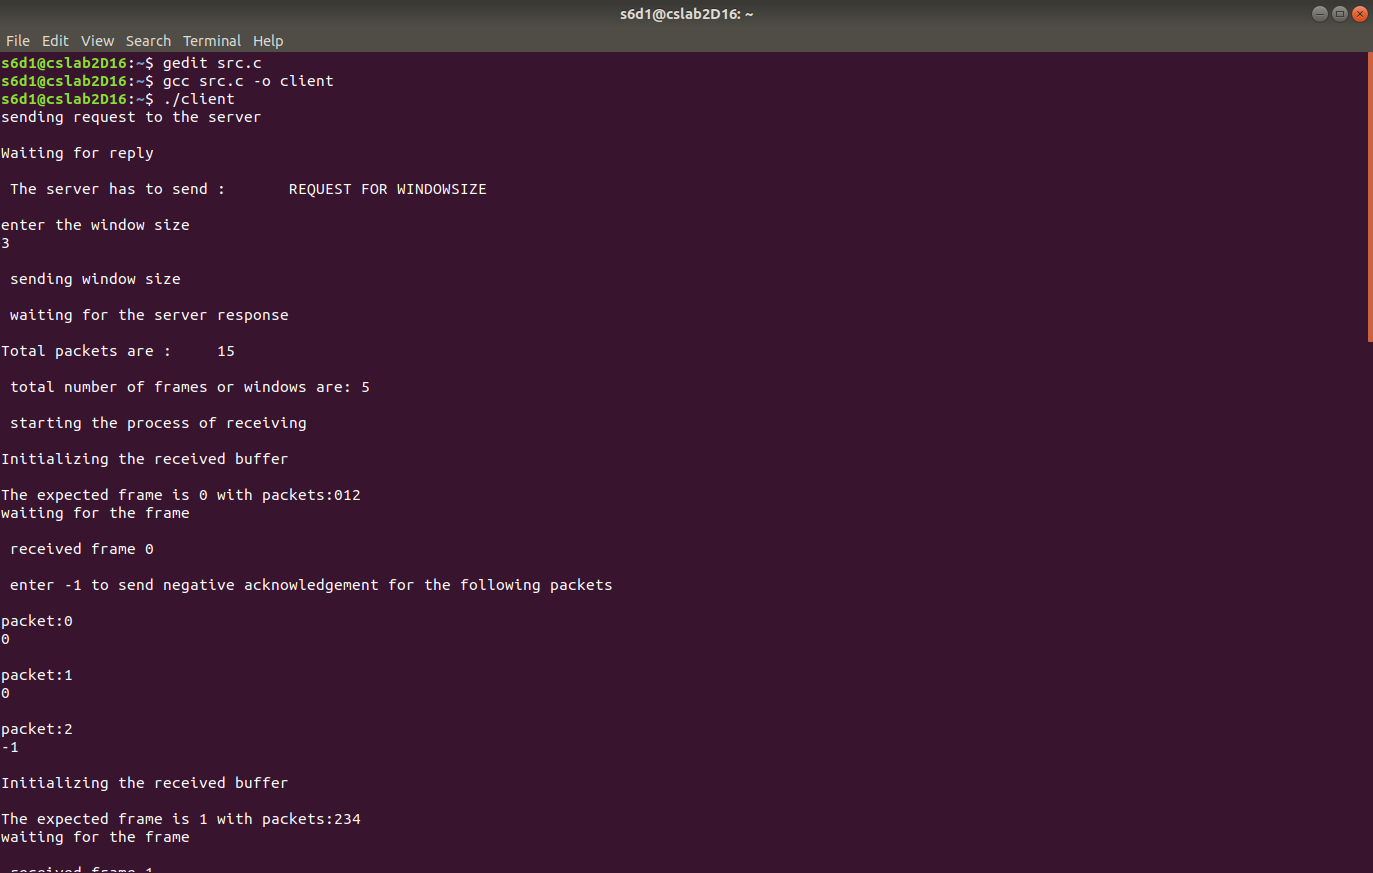 s6d1@cslab2D16: ~
File Edit View Search Terminal Help
s6d1@cslab2D16:~$ gedit src.c
s6d1@cslab2D16:~$ gcc src.c -o client
s6d1@cslab2D16:~$ ./client
sending request to the server
Waiting for reply
The server has to send :       REQUEST FOR WINDOWSIZE
enter the window size
3
sending window size
waiting for the server response
Total packets are :     15
total number of frames or windows are: 5
starting the process of receiving
Initializing the received buffer
The expected frame is 0 with packets:012
waiting for the frame
received frame 0
enter -1 to send negative acknowledgement for the following packets
packet:0
0
packet:1
0
packet:2
-1
Initializing the received buffer
The expected frame is 1 with packets:234
waiting for the frame
received frame 1